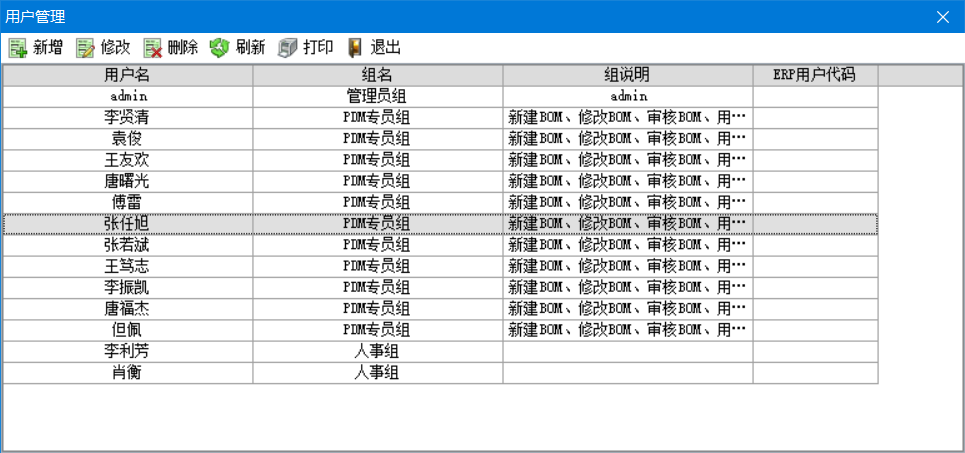 用户管理
新增 修改 删除 刷新 打印 退出
用户名 组名 组说明 ERP用户代码
admin 管理员组 admin
李贤清 PDM专员组 新建BOM、修改BOM、审核BOM、用…
袁俊 PDM专员组 新建BOM、修改BOM、审核BOM、用…
王友欢 PDM专员组 新建BOM、修改BOM、审核BOM、用…
唐曙光 PDM专员组 新建BOM、修改BOM、审核BOM、用…
傅雷 PDM专员组 新建BOM、修改BOM、审核BOM、用…
张任旭 PDM专员组 新建BOM、修改BOM、审核BOM、用…
张若斌 PDM专员组 新建BOM、修改BOM、审核BOM、用…
王笃志 PDM专员组 新建BOM、修改BOM、审核BOM、用…
李振凯 PDM专员组 新建BOM、修改BOM、审核BOM、用…
唐福杰 PDM专员组 新建BOM、修改BOM、审核BOM、用…
但佩 PDM专员组 新建BOM、修改BOM、审核BOM、用…
李利芳 人事组
肖衡 人事组